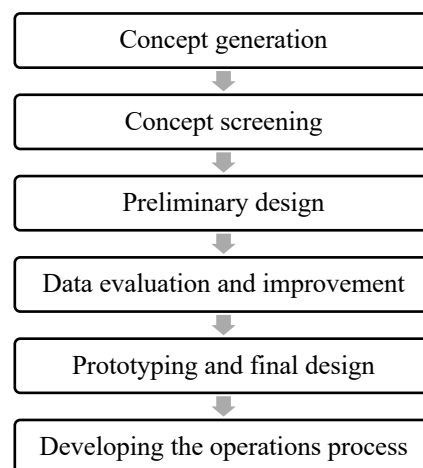 Concept generation
Concept screening
Preliminary design
Data evaluation and improvement
Prototyping and final design
Developing the operations process